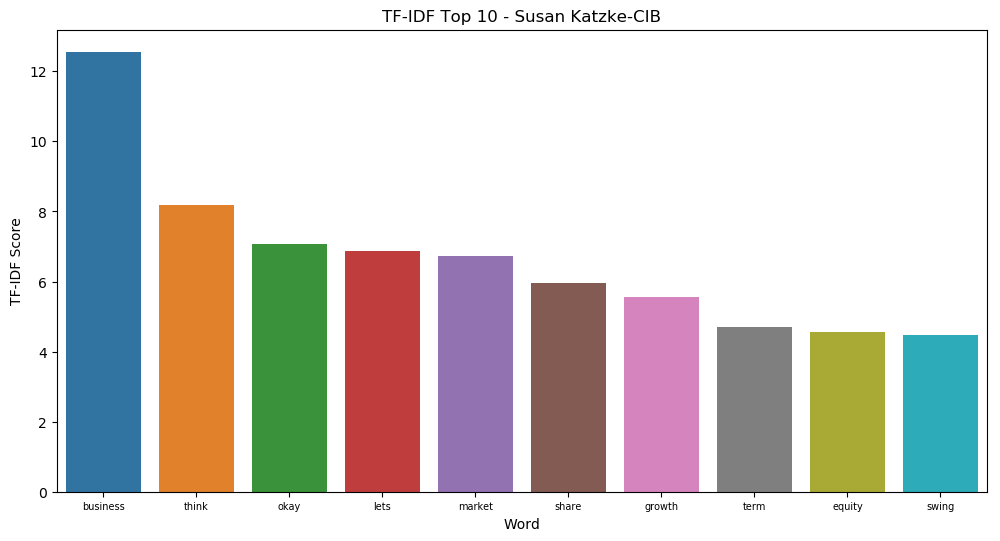 TF-IDF Top 10 - Susan Katzke-CIB
TF-IDF Score
12
10
8
6
4
2
0
business think okay lets market share growth term equity swing
Word